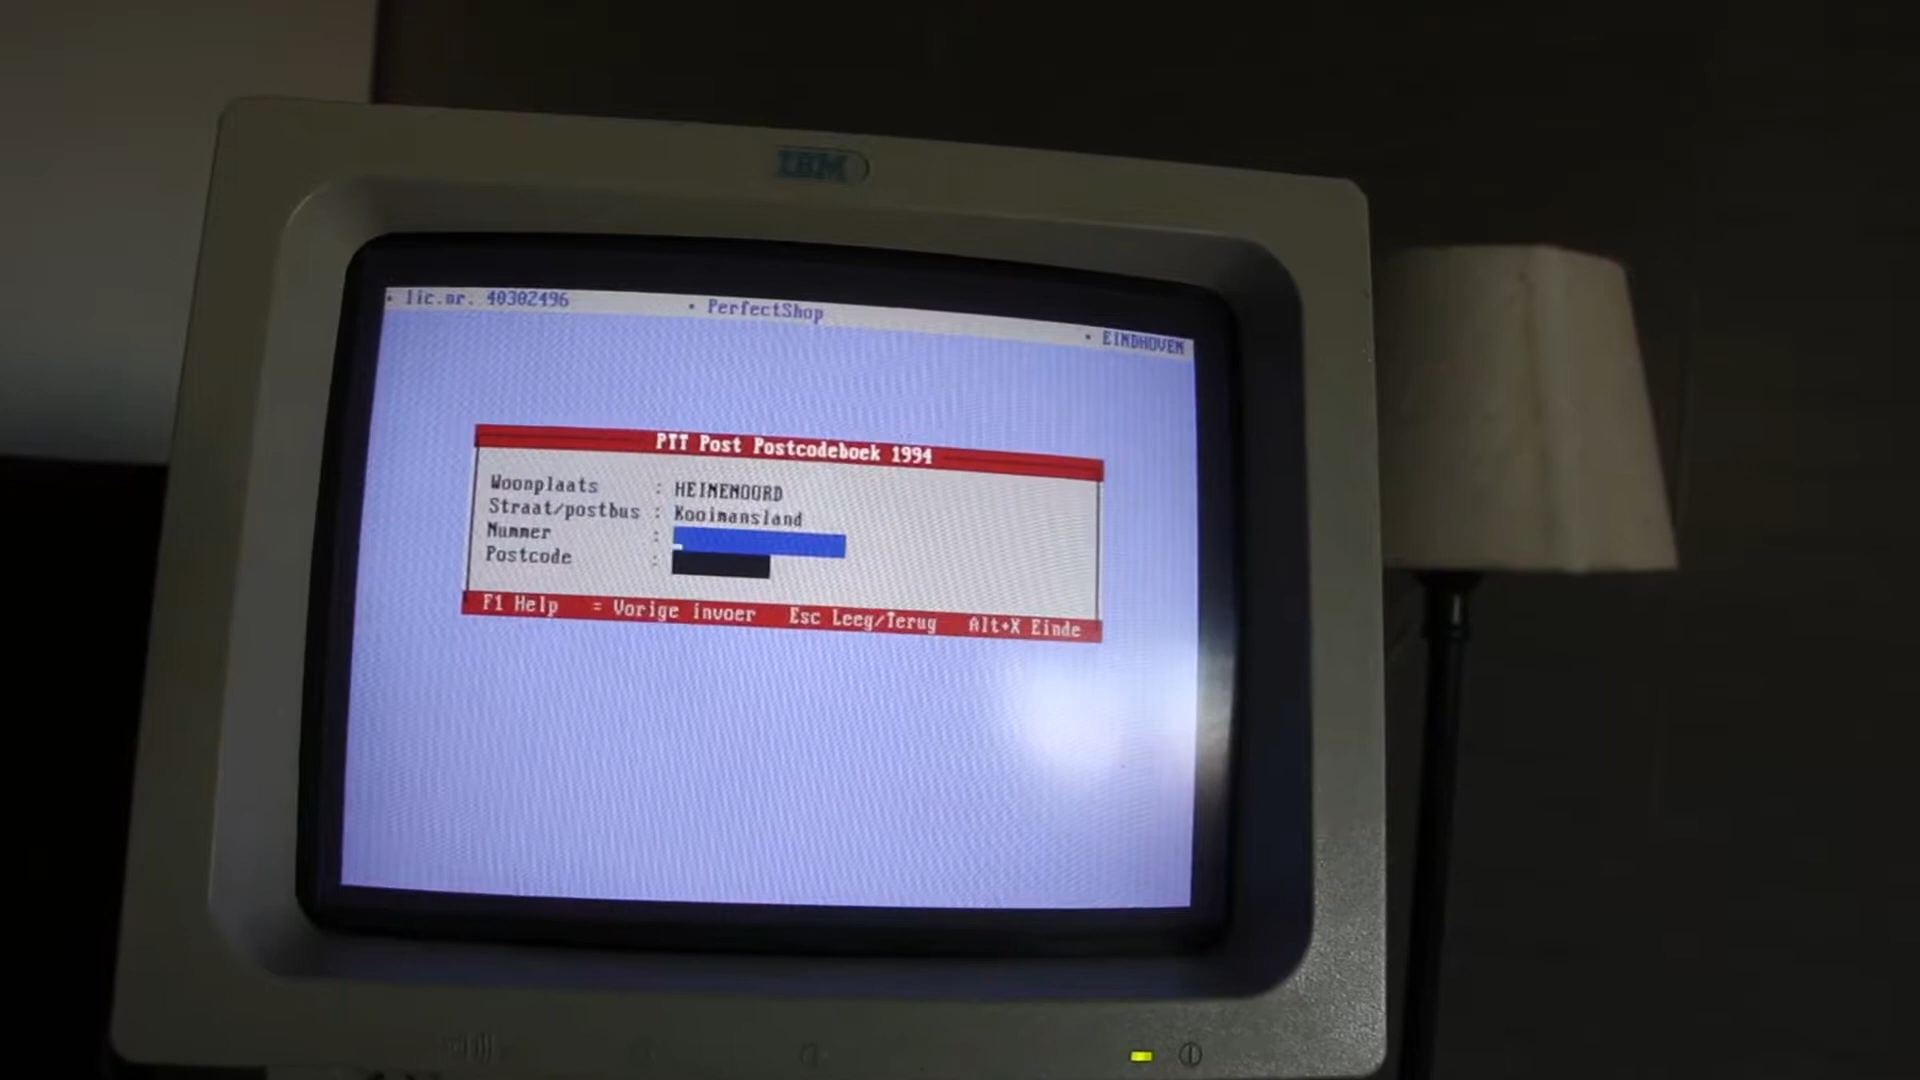 IBM
• lic.nr. 40302496 • PerfectShop • EINDHOVEN
PTT Post Postcodeboek 1994
Woonplaats : HEINENOORD
Straat/postbus : Kooimansland
Nummer :
Postcode :
F1 Help = Vorige invoer Esc Leeg/Terug Alt+X Einde